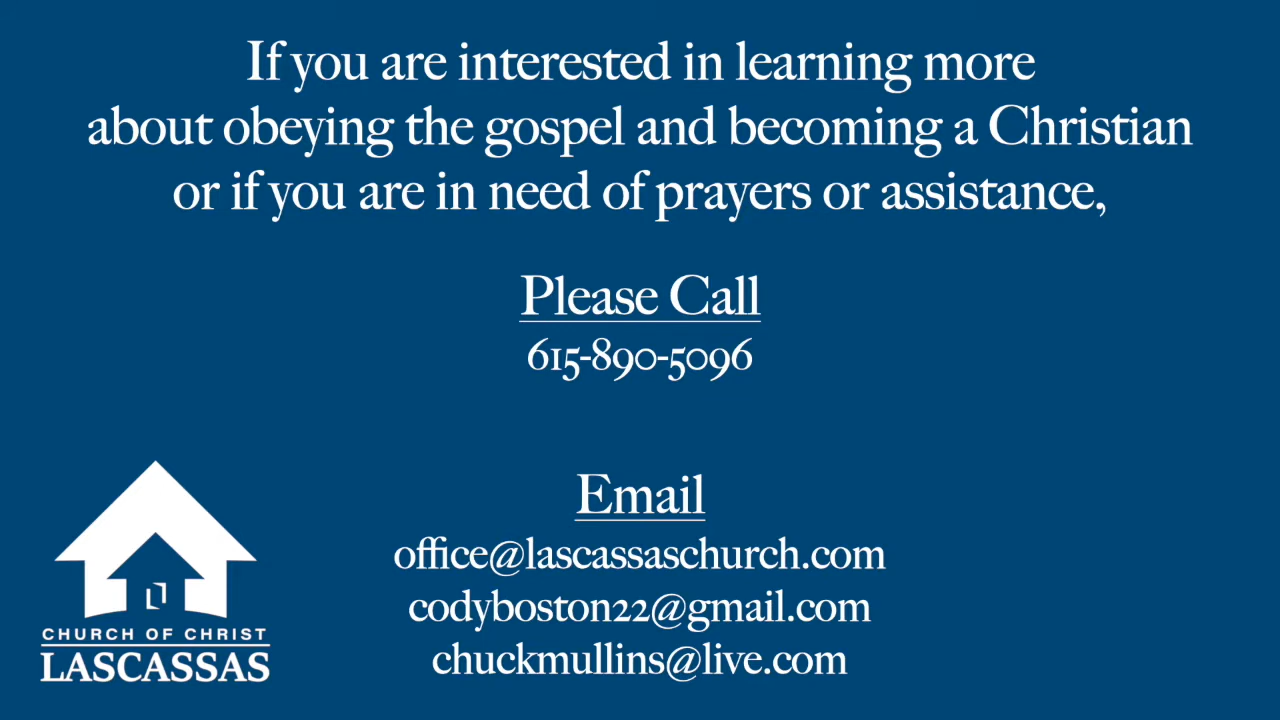 If you are interested in learning more
about obeying the gospel and becoming a Christian
or if you are in need of prayers or assistance,
Please Call
615-890-5096
Email
office@lascassaschurch.com
codyboston22@gmail.com
chuckmullins@live.com
CHURCH OF CHRIST
LASCASSAS